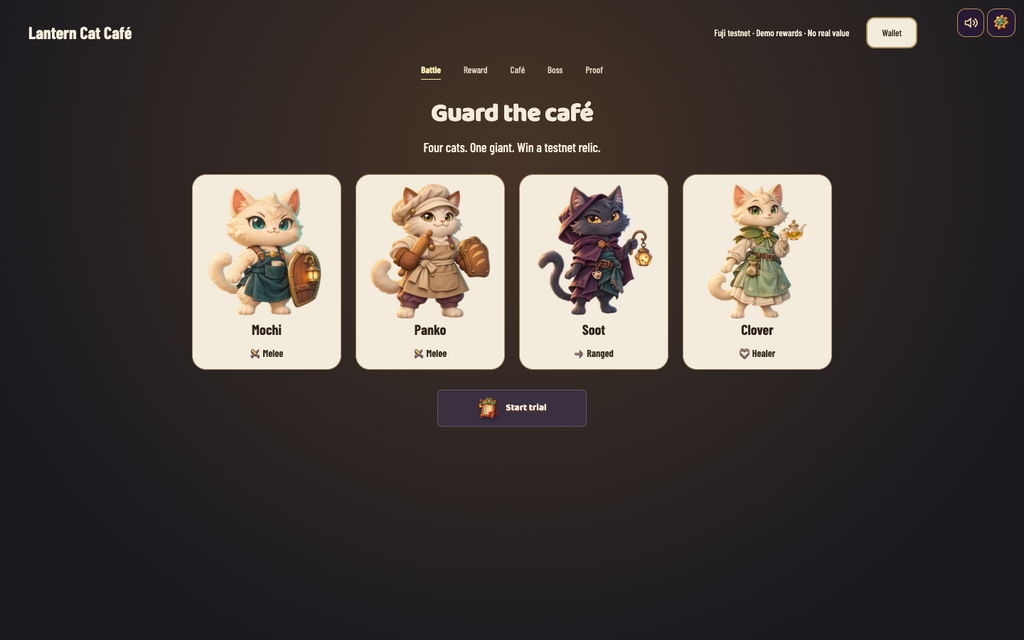 Lantern Cat Café
Fuji testnet · Demo rewards · No real value
Wallet
Battle
Reward
Café
Boss
Proof
Guard the café
Four cats. One giant. Win a testnet relic.
Mochi
Melee
Panko
Melee
Soot
Ranged
Clover
Healer
Start trial